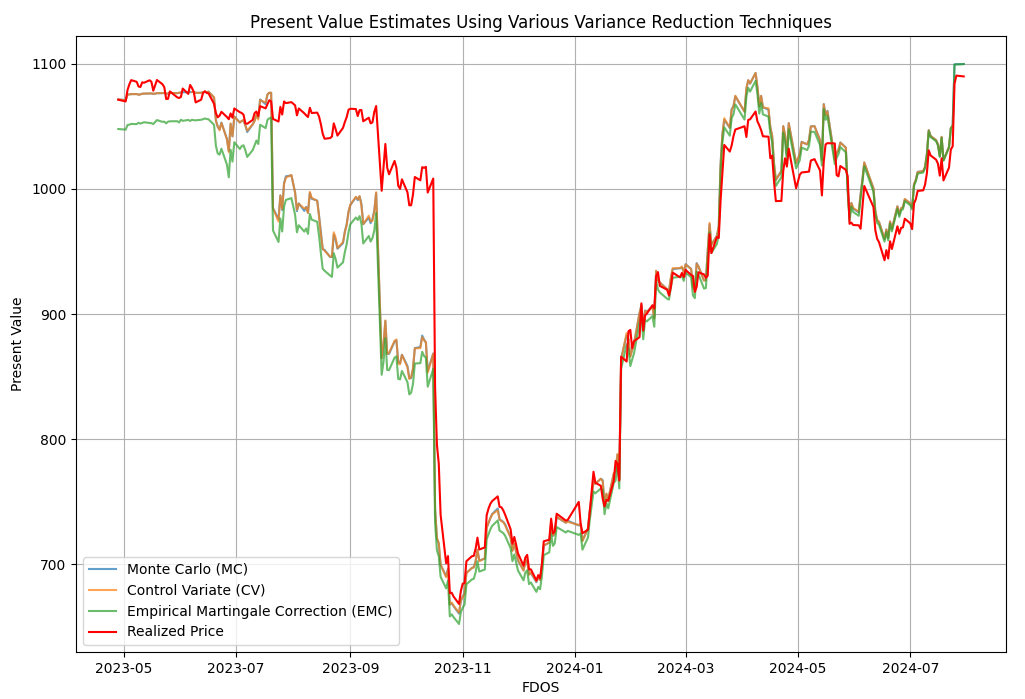 Present Value Estimates Using Various Variance Reduction Techniques
1100
1000
900
800
700
Present Value
Monte Carlo (MC)
Control Variate (CV)
Empirical Martingale Correction (EMC)
Realized Price
2023-05 2023-07 2023-09 2023-11 2024-01 2024-03 2024-05 2024-07
FDOS